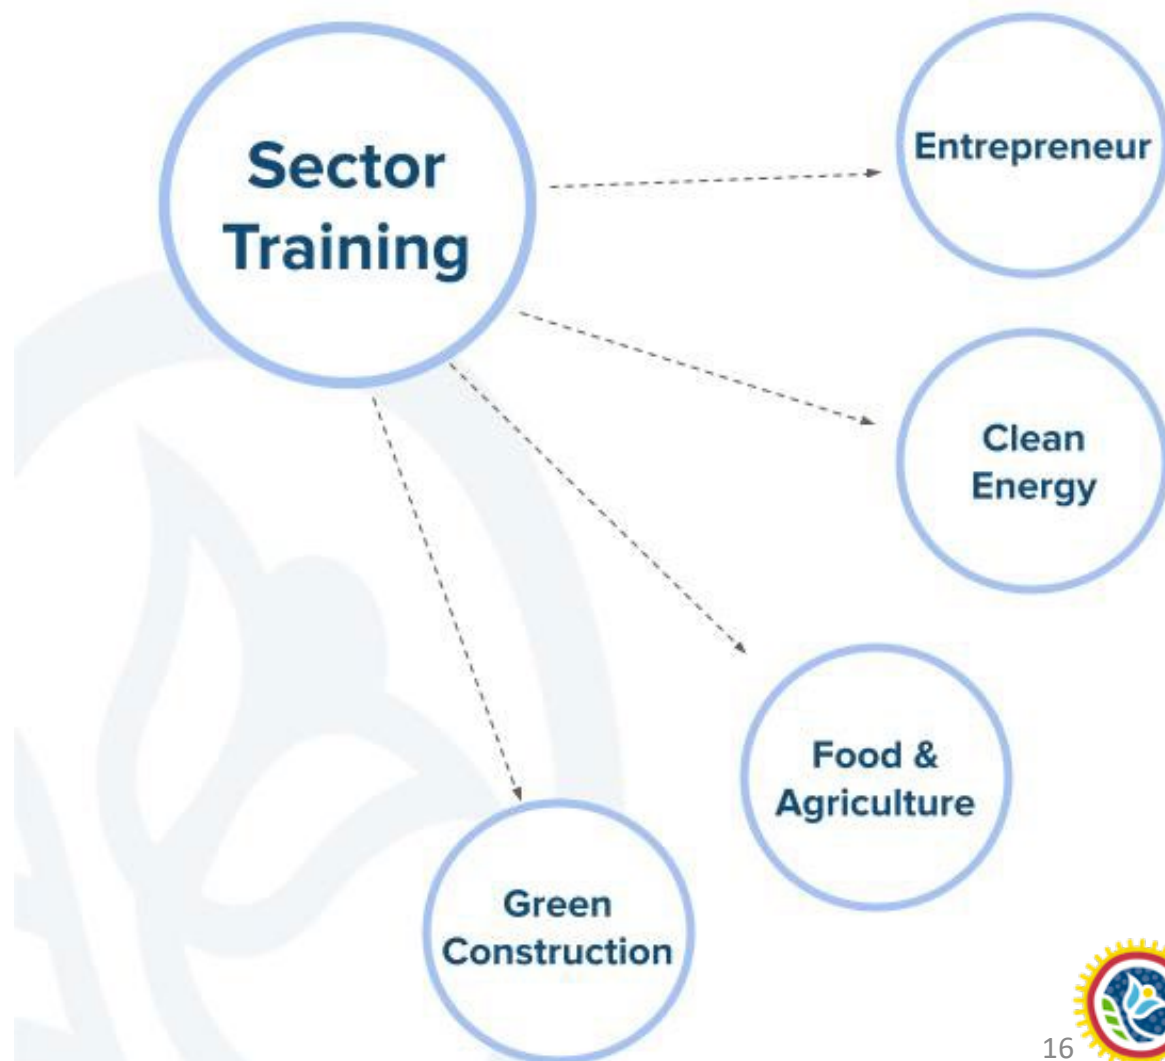 Sector
Training
Entrepreneur
Clean
Energy
Food &
Agriculture
Green
Construction
16